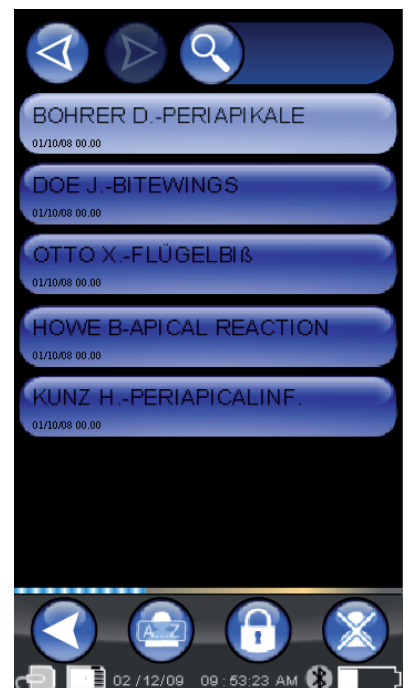 BOHRER D.-PERIAPIKALE
01/10/08 00.00
DOE J.-BITEWINGS
01/10/08 00.00
OTTO X.-FLÜGELBIß
01/10/08 00.00
HOWE B-APICAL REACTION
01/10/08 00.00
KUNZ H.-PERIAPICALINF.
01/10/08 00.00
A...Z
02/12/09 09:53:23 AM